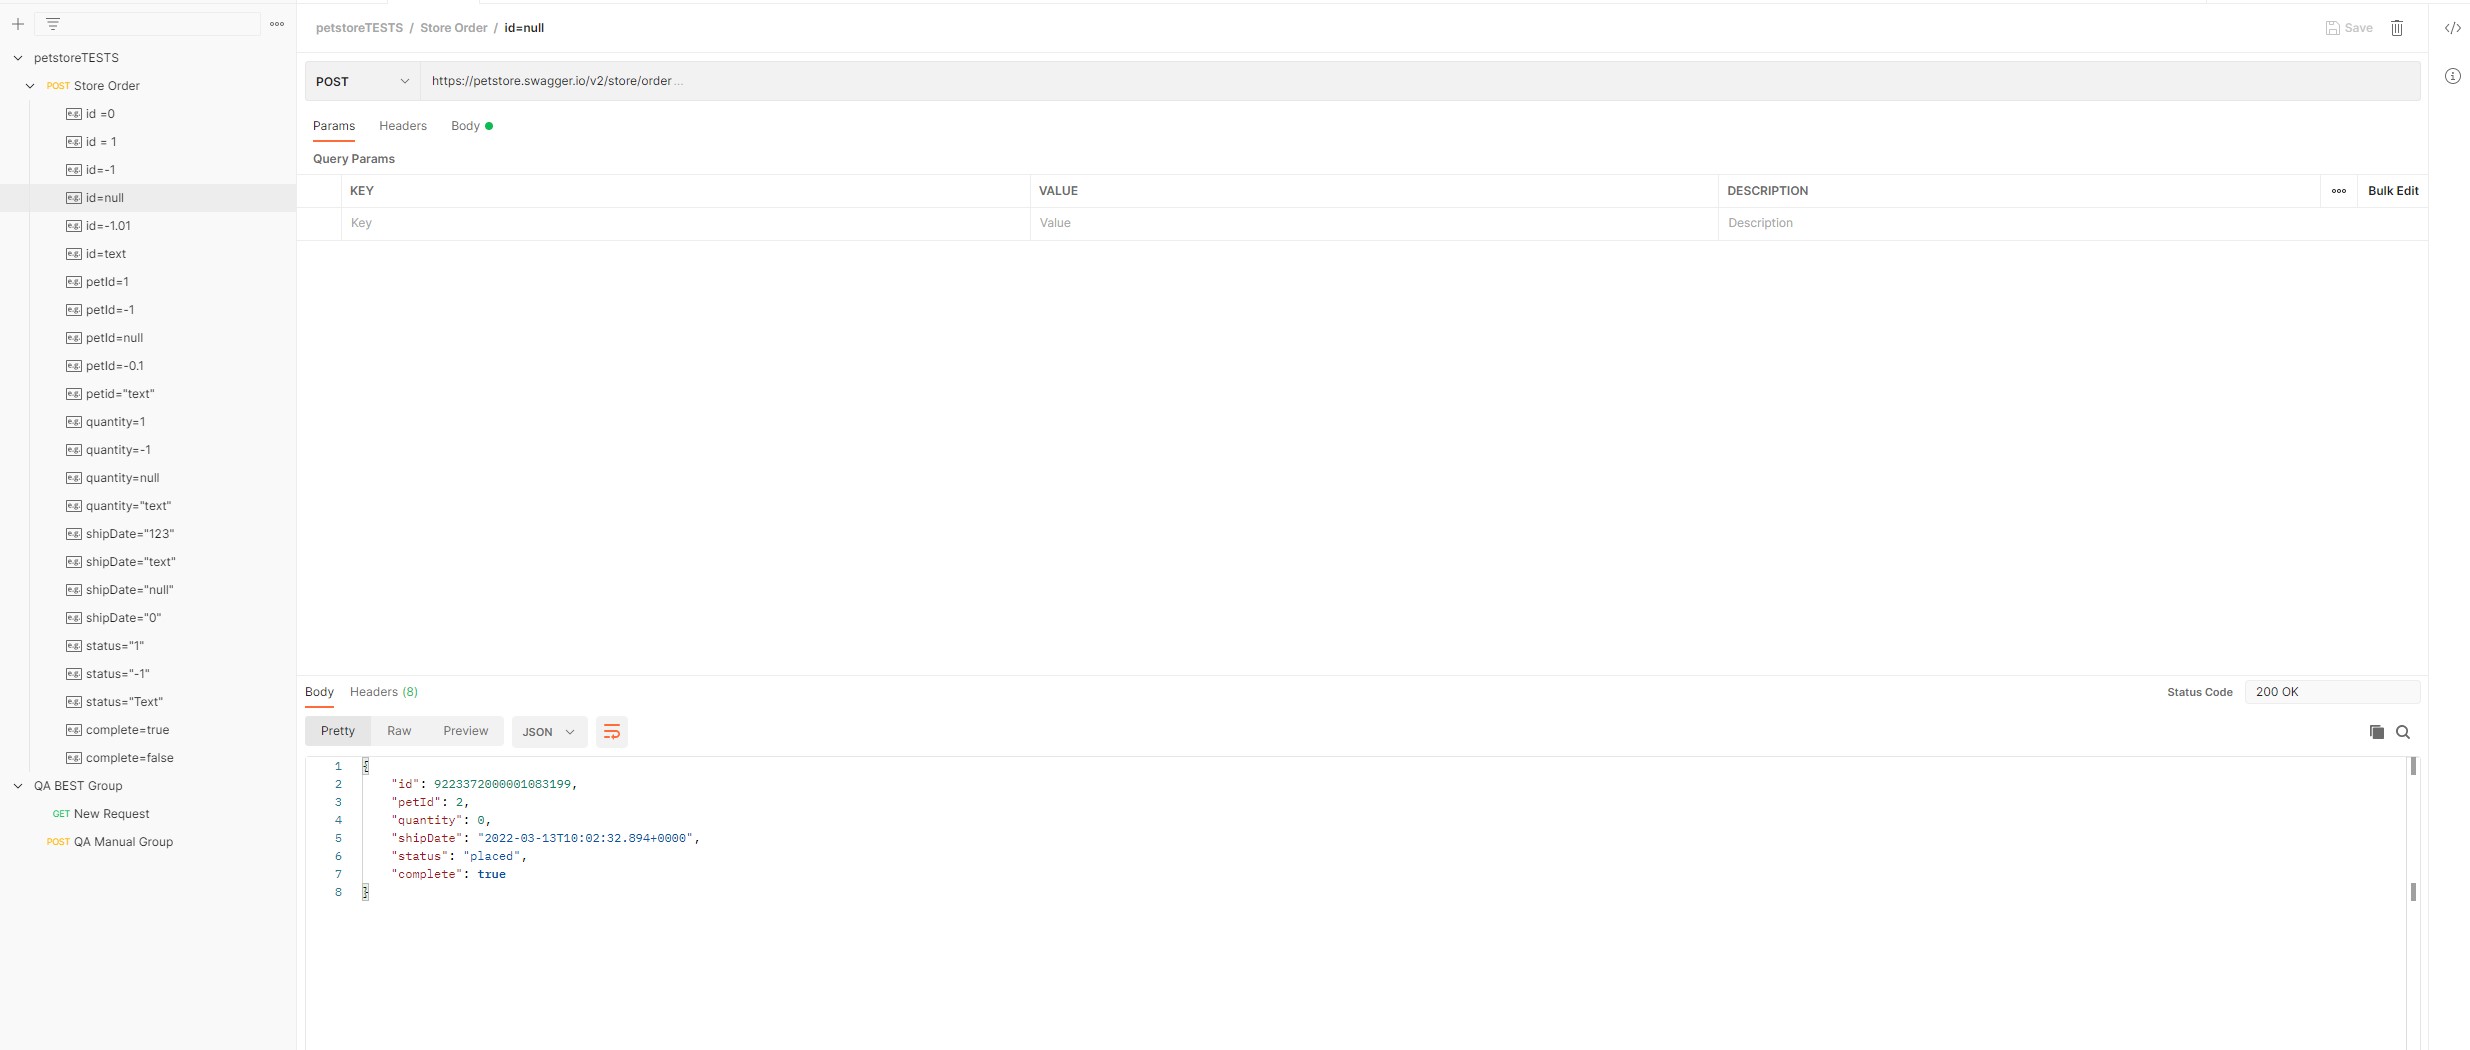 petstoreTESTS
POST Store Order
e.g. id =0
e.g. id = 1
e.g. id=-1
e.g. id=null
e.g. id=-1.01
e.g. id=text
e.g. petId=1
e.g. petId=-1
e.g. petId=null
e.g. petId=-0.1
e.g. petid="text"
e.g. quantity=1
e.g. quantity=-1
e.g. quantity=null
e.g. quantity="text"
e.g. shipDate="123"
e.g. shipDate="text"
e.g. shipDate="null"
e.g. shipDate="0"
e.g. status="1"
e.g. status="-1"
e.g. status="Text"
e.g. complete=true
e.g. complete=false
QA BEST Group
GET New Request
POST QA Manual Group
petstoreTESTS / Store Order / id=null
Save
POST https://petstore.swagger.io/v2/store/order ...
Params Headers Body
Query Params
KEY VALUE DESCRIPTION Bulk Edit
Key Value Description
Body Headers (8) Status Code 200 OK
Pretty Raw Preview JSON
1 {
2 "id": 9223372000001083199,
3 "petId": 2,
4 "quantity": 0,
5 "shipDate": "2022-03-13T10:02:32.894+0000",
6 "status": "placed",
7 "complete": true
8 }